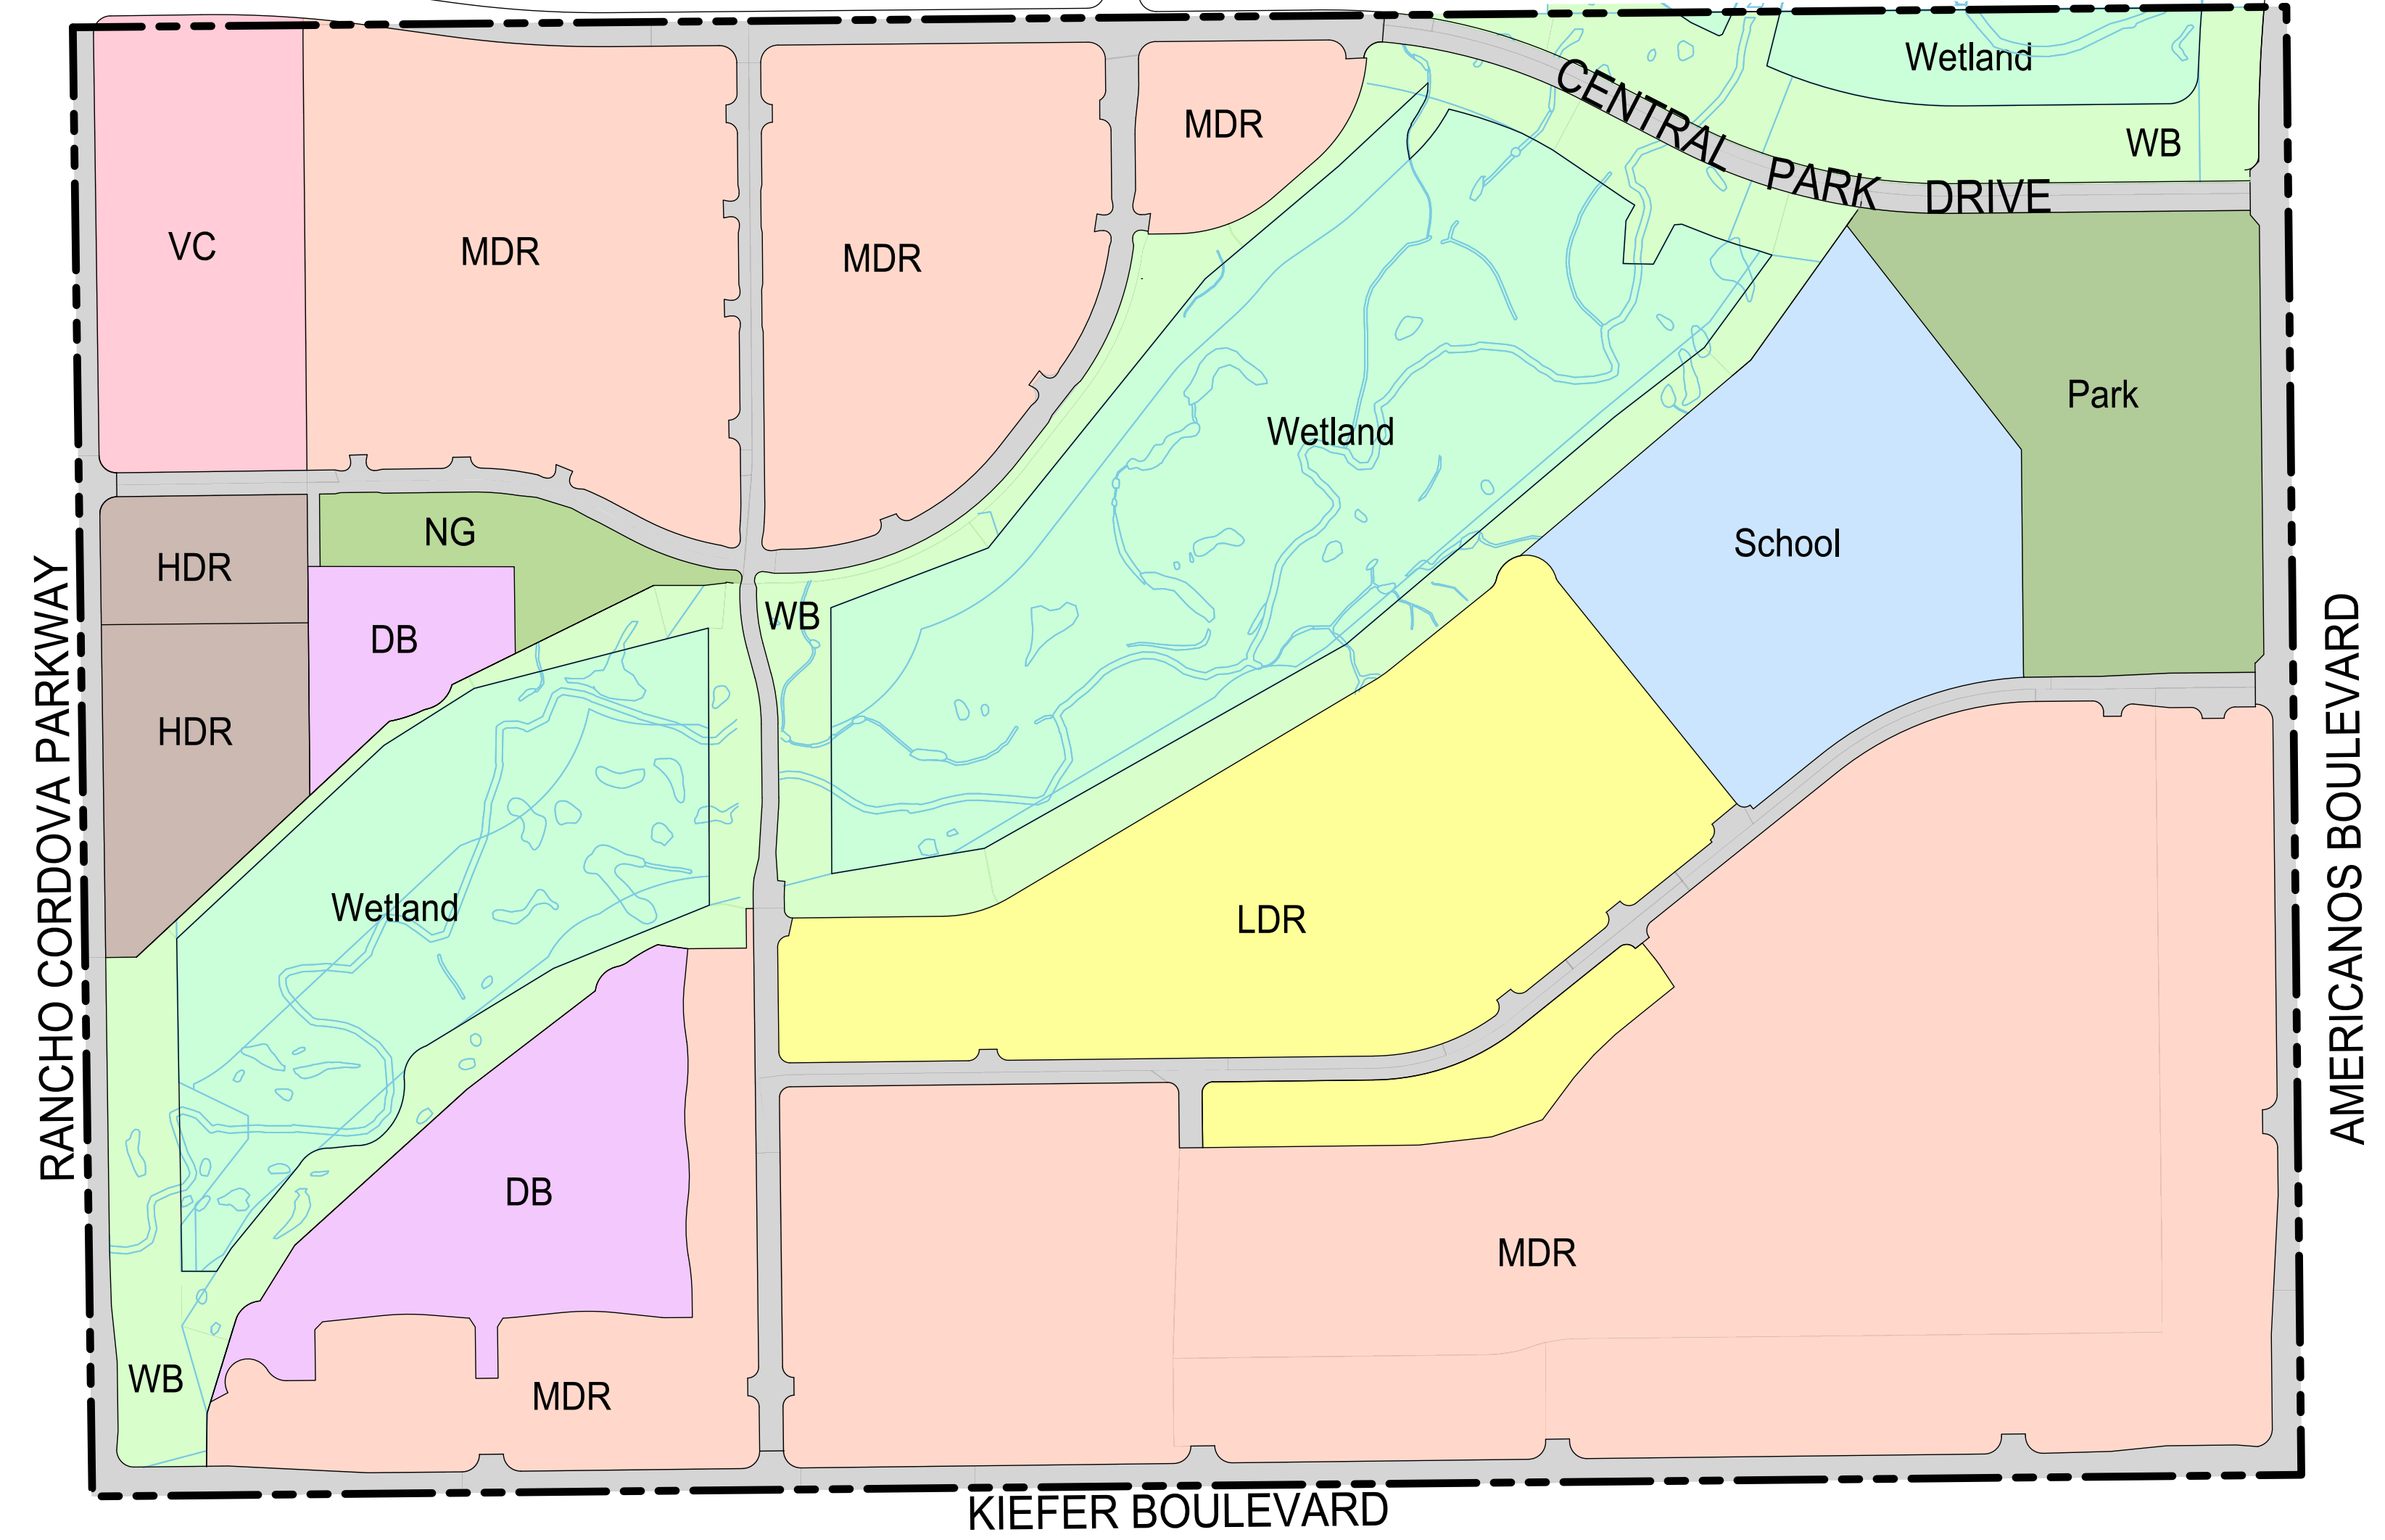 Wetland
CENTRAL PARK DRIVE
MDR
WB
VC
MDR
MDR
Park
Wetland
NG
School
HDR
WB
DB
HDR
RANCHO CORDOVA PARKWAY
AMERICANOS BOULEVARD
Wetland
LDR
DB
MDR
WB
MDR
KIEFER BOULEVARD